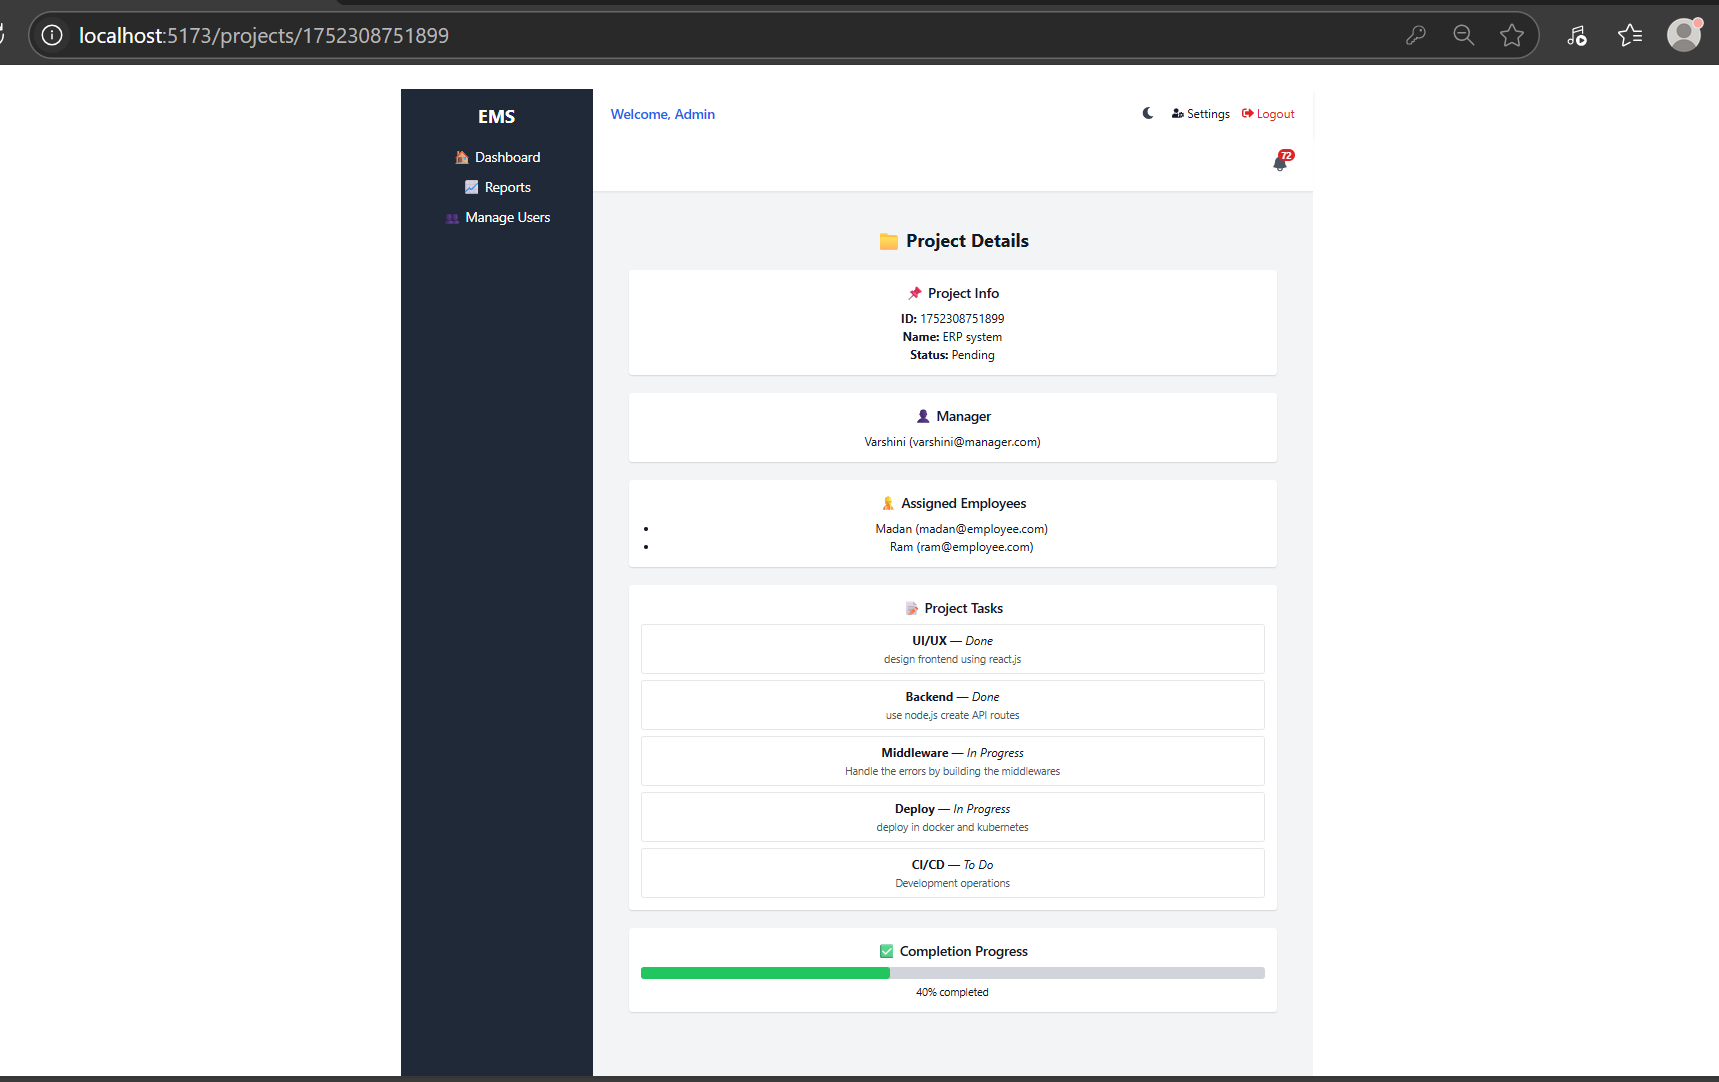 localhost:5173/projects/1752308751899
EMS
Dashboard
Reports
Manage Users
Welcome, Admin
Settings
Logout
72
Project Details
Project Info
ID: 1752308751899
Name: ERP system
Status: Pending
Manager
Varshini (varshini@manager.com)
Assigned Employees
• Madan (madan@employee.com)
• Ram (ram@employee.com)
Project Tasks
UI/UX — Done
design frontend using react.js
Backend — Done
use node.js create API routes
Middleware — In Progress
Handle the errors by building the middlewares
Deploy — In Progress
deploy in docker and kubernetes
CI/CD — To Do
Development operations
Completion Progress
40% completed